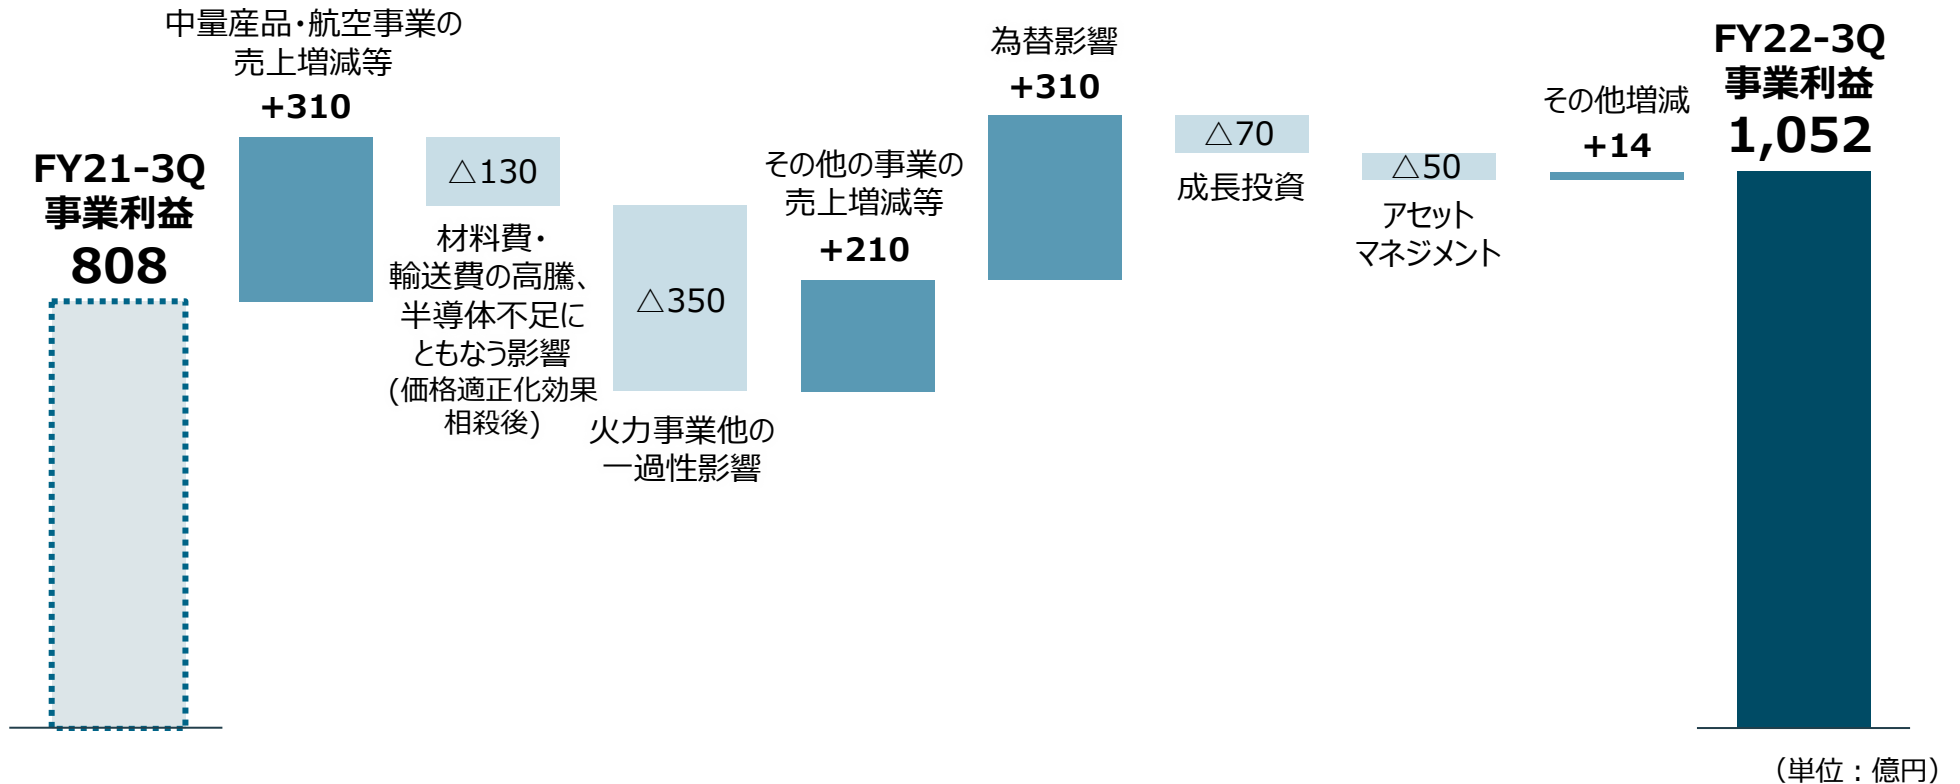 FY21-3Q
事業利益
808
中量産品・航空事業の
売上増減等
+310
△130
材料費・
輸送費の高騰、
半導体不足に
ともなう影響
(価格適正化効果
相殺後)
△350
火力事業他の
一過性影響
その他の事業の
売上増減等
+210
為替影響
+310
△70
成長投資
△50
アセット
マネジメント
その他増減
+14
FY22-3Q
事業利益
1,052
（単位：億円）